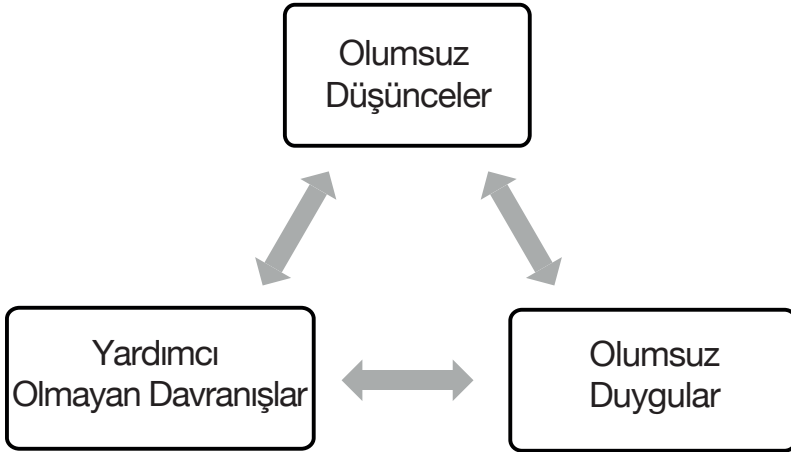 Olumsuz
Düşünceler
Yardımcı
Olmayan Davranışlar
Olumsuz
Duygular